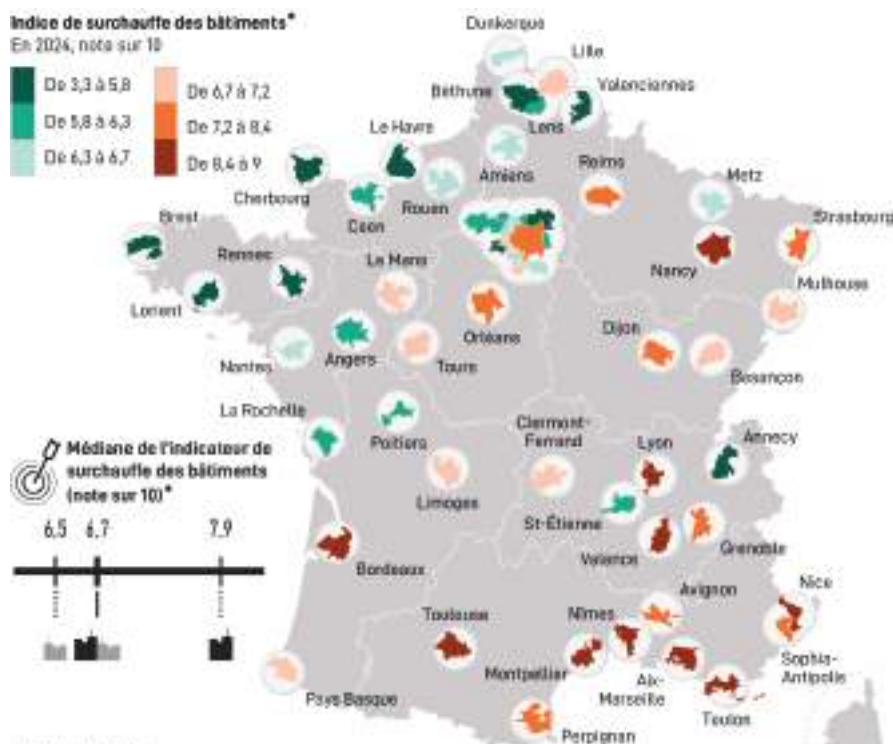 Indice de surchauffe des bâtiments*
En 2024, note sur 10
De 3,3 à 5,8
De 5,8 à 6,3
De 6,3 à 6,7
De 6,7 à 7,2
De 7,2 à 8,4
De 8,4 à 9
Dunkerque
Lille
Béthune
Valenciennes
Lens
Le Havre
Amiens
Reims
Metz
Cherbourg
Rouen
Caen
Strasbourg
Brest
Rennes
Le Mans
Nancy
Lorient
Mulhouse
Orléans
Dijon
Nantes
Angers
Tours
Besançon
La Rochelle
Poitiers
Clermont-
Ferrand
Lyon
Annecy
Médiane de l'indicateur de
surchauffe des bâtiments
(note sur 10)*
Limoges
St-Étienne
6,5
6,7
7,9
Valence
Grenoble
Bordeaux
Avignon
Nice
Toulouse
Nîmes
Montpellier
Aix-
Marseille
Sophia-
Antipolis
Pays Basque
Toulon
Perpignan